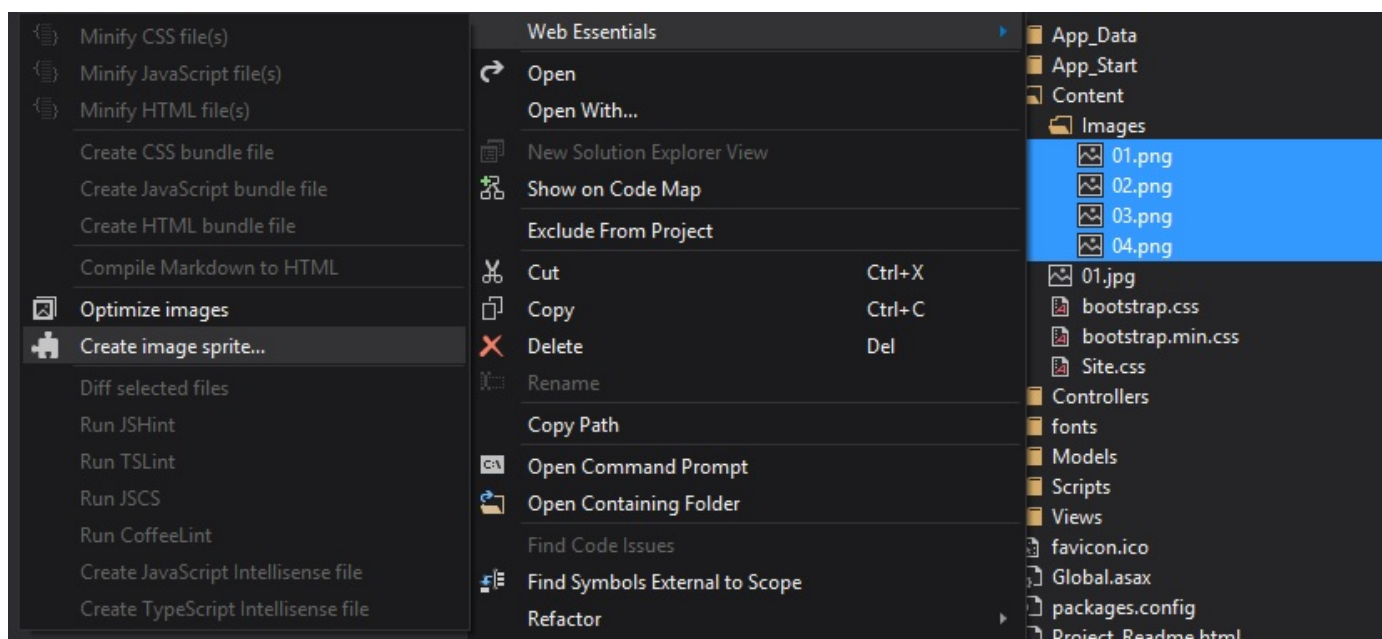 Minify CSS file(s)
Minify JavaScript file(s)
Minify HTML file(s)
Create CSS bundle file
Create JavaScript bundle file
Create HTML bundle file
Compile Markdown to HTML
Optimize images
Create image sprite...
Diff selected files
Run JSHint
Run TSLint
Run JSCS
Run CoffeeLint
Create JavaScript Intellisense file
Create TypeScript Intellisense file
Web Essentials
Open
Open With...
New Solution Explorer View
Show on Code Map
Exclude From Project
Cut Ctrl+X
Copy Ctrl+C
Delete Del
Rename
Copy Path
C:\ Open Command Prompt
Open Containing Folder
Find Code Issues
Find Symbols External to Scope
Refactor
App_Data
App_Start
Content
Images
01.png
02.png
03.png
04.png
01.jpg
bootstrap.css
bootstrap.min.css
Site.css
Controllers
fonts
Models
Scripts
Views
favicon.ico
Global.asax
packages.config
Project_Readme.html